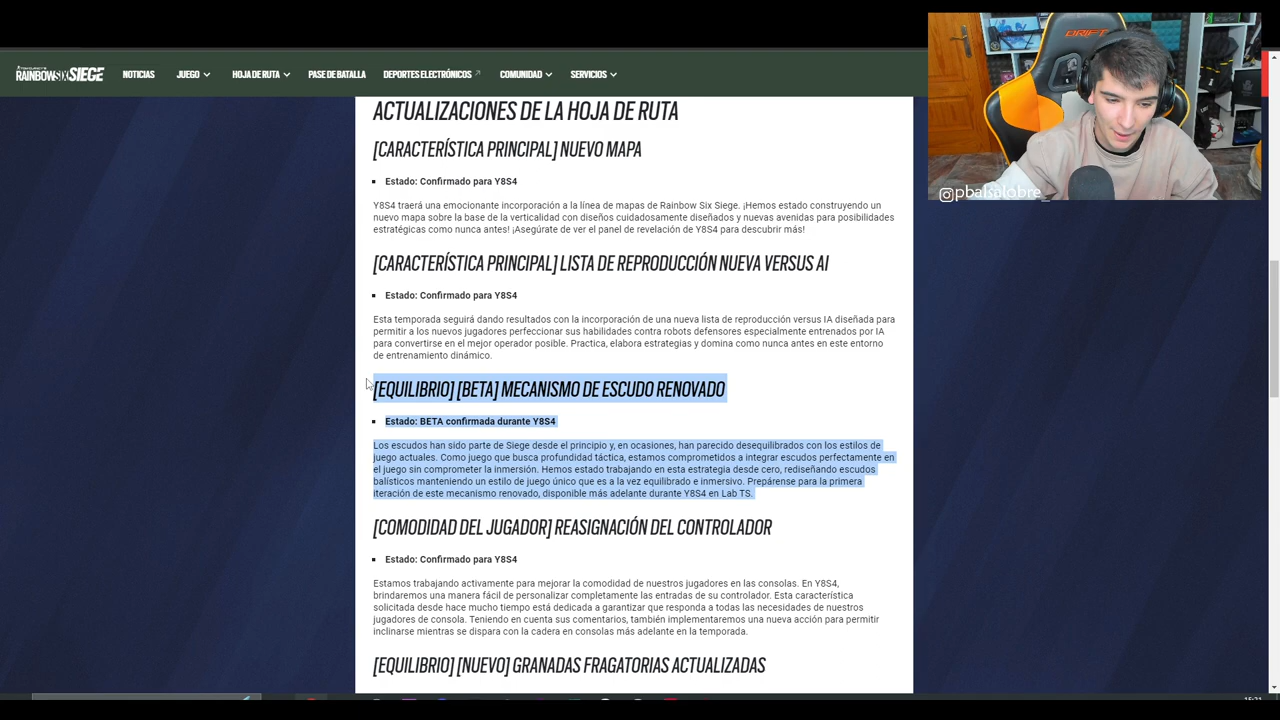 RAINBOWSIX SIEGE
NOTICIAS
JUEGO
HOJA DE RUTA
PASE DE BATALLA
DEPORTES ELECTRÓNICOS
COMUNIDAD
SERVICIOS
DRIFT
pbalsalobre_
ACTUALIZACIONES DE LA HOJA DE RUTA
[CARACTERÍSTICA PRINCIPAL] NUEVO MAPA
Estado: Confirmado para Y8S4
Y8S4 traerá una emocionante incorporación a la línea de mapas de Rainbow Six Siege. ¡Hemos estado construyendo un
nuevo mapa sobre la base de la verticalidad con diseños cuidadosamente diseñados y nuevas avenidas para posibilidades
estratégicas como nunca antes! ¡Asegúrate de ver el panel de revelación de Y8S4 para descubrir más!
[CARACTERÍSTICA PRINCIPAL] LISTA DE REPRODUCCIÓN NUEVA VERSUS AI
Estado: Confirmado para Y8S4
Esta temporada seguirá dando resultados con la incorporación de una nueva lista de reproducción versus IA diseñada para
permitir a los nuevos jugadores perfeccionar sus habilidades contra robots defensores especialmente entrenados por IA
para convertirse en el mejor operador posible. Practica, elabora estrategias y domina como nunca antes en este entorno
de entrenamiento dinámico.
[EQUILIBRIO] [BETA] MECANISMO DE ESCUDO RENOVADO
Estado: BETA confirmada durante Y8S4
Los escudos han sido parte de Siege desde el principio y, en ocasiones, han parecido desequilibrados con los estilos de
juego actuales. Como juego que busca profundidad táctica, estamos comprometidos a integrar escudos perfectamente en
el juego sin comprometer la inmersión. Hemos estado trabajando en esta estrategia desde cero, rediseñando escudos
balísticos manteniendo un estilo de juego único que es a la vez equilibrado e inmersivo. Prepárense para la primera
iteración de este mecanismo renovado, disponible más adelante durante Y8S4 en Lab TS.
[COMODIDAD DEL JUGADOR] REASIGNACIÓN DEL CONTROLADOR
Estado: Confirmado para Y8S4
Estamos trabajando activamente para mejorar la comodidad de nuestros jugadores en las consolas. En Y8S4,
brindaremos una manera fácil de personalizar completamente las entradas de su controlador. Esta característica
solicitada desde hace mucho tiempo está dedicada a garantizar que responda a todas las necesidades de nuestros
jugadores de consola. Teniendo en cuenta sus comentarios, también implementaremos una nueva acción para permitir
inclinarse mientras se dispara con la cadera en consolas más adelante en la temporada.
[EQUILIBRIO] [NUEVO] GRANADAS FRAGATORIAS ACTUALIZADAS